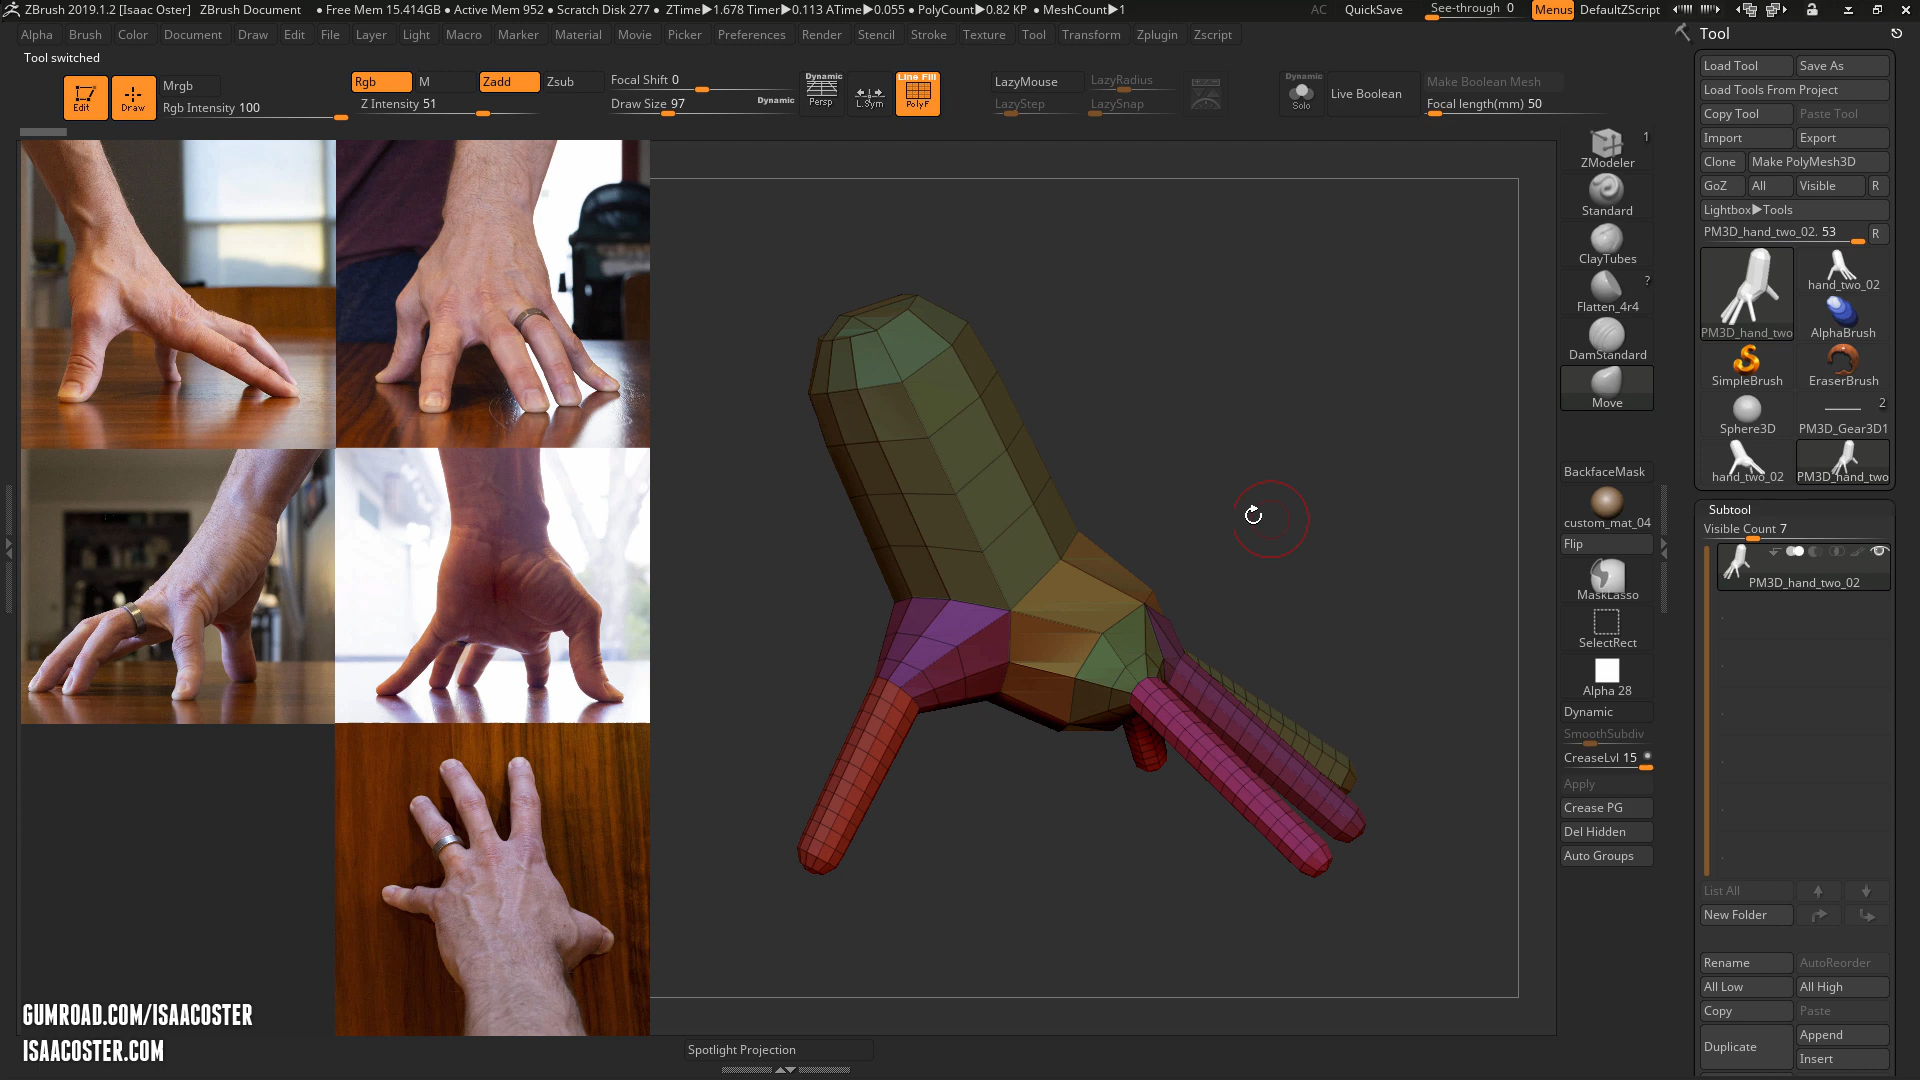 ZBrush 2019.1.2 [Isaac Oster] ZBrush Document ● Free Mem 15.414GB ● Active Mem 952 ● Scratch Disk 277 ● ZTime▶1.678 Timer▶0.113 ATime▶0.055 ● PolyCount▶0.82 KP ● MeshCount▶1 AC QuickSave See-through 0 Menus DefaultZScript
Alpha Brush Color Document Draw Edit File Layer Light Macro Marker Material Movie Picker Preferences Render Stencil Stroke Texture Tool Transform Zplugin Zscript
Tool switched
Edit
Draw
Mrgb
Rgb Intensity 100
Rgb M Zadd Zsub
Z Intensity 51
Focal Shift 0
Draw Size 97 Dynamic
Dynamic
Persp
L.Sym
Line Fill
PolyF
LazyMouse LazyRadius
LazyStep LazySnap
Dynamic
Solo
Live Boolean
Make Boolean Mesh
Focal length(mm) 50
1
ZModeler
Standard
ClayTubes
?
Flatten_4r4
DamStandard
Move
BackfaceMask
custom_mat_04
Flip
MaskLasso
SelectRect
Alpha 28
Dynamic
SmoothSubdiv
CreaseLvl 15
Apply
Crease PG
Del Hidden
Auto Groups
Tool
Load Tool Save As
Load Tools From Project
Copy Tool Paste Tool
Import Export
Clone Make PolyMesh3D
GoZ All Visible R
Lightbox▶Tools
PM3D_hand_two_02. 53 R
PM3D_hand_two
hand_two_02
AlphaBrush
SimpleBrush EraserBrush
2
Sphere3D PM3D_Gear3D1
hand_two_02 PM3D_hand_two
Subtool
Visible Count 7
PM3D_hand_two_02
List All
New Folder
Rename AutoReorder
All Low All High
Copy Paste
Duplicate
Append
Insert
GUMROAD.COM/ISAACOSTER
ISAACOSTER.COM
Spotlight Projection